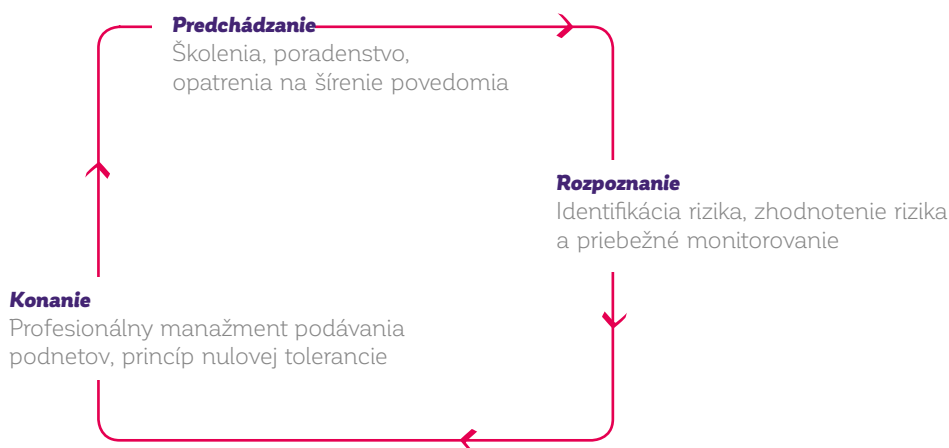 Predchádzanie
Školenia, poradenstvo,
opatrenia na šírenie povedomia
Rozpoznanie
Identifikácia rizika, zhodnotenie rizika
a priebežné monitorovanie
Konanie
Profesionálny manažment podávania
podnetov, princíp nulovej tolerancie